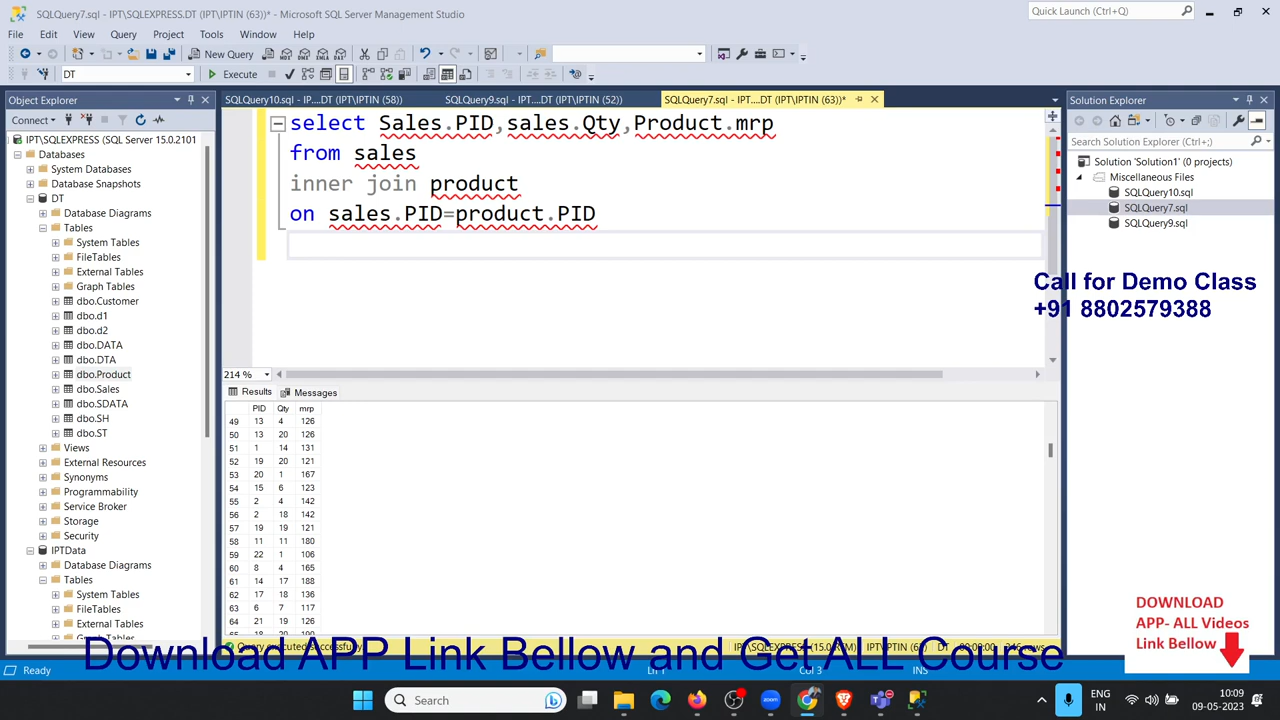 SQLQuery7.sql - IPT\SQLEXPRESS.DT (IPT\IPTIN (63))* - Microsoft SQL Server Management Studio
Quick Launch (Ctrl+Q)
File Edit View Query Project Tools Window Help
New Query
DT
Execute
Object Explorer
SQLQuery10.sql - IP....DT (IPT\IPTIN (58))
SQLQuery9.sql - IPT....DT (IPT\IPTIN (52))
SQLQuery7.sql - IPT....DT (IPT\IPTIN (63))*
Solution Explorer
Connect
Search Solution Explorer (Ctrl+;)
IPT\SQLEXPRESS (SQL Server 15.0.2101
Databases
System Databases
Database Snapshots
DT
Database Diagrams
Tables
System Tables
FileTables
External Tables
Graph Tables
dbo.Customer
dbo.d1
dbo.d2
dbo.DATA
dbo.DTA
dbo.Product
dbo.Sales
dbo.SDATA
dbo.SH
dbo.ST
Views
External Resources
Synonyms
Programmability
Service Broker
Storage
Security
IPTData
Database Diagrams
Tables
System Tables
FileTables
External Tables
select Sales.PID,sales.Qty,Product.mrp
from sales
inner join product
on sales.PID=product.PID
214 %
Results Messages
PID Qty mrp
49 13 4 126
50 13 20 126
51 1 14 131
52 19 20 121
53 20 1 167
54 15 6 123
55 2 4 142
56 2 18 142
57 19 19 121
58 11 11 180
59 22 1 106
60 8 4 165
61 14 17 188
62 17 18 136
63 6 7 117
64 21 19 126
Solution 'Solution1' (0 projects)
Miscellaneous Files
SQLQuery10.sql
SQLQuery7.sql
SQLQuery9.sql
Call for Demo Class
+91 8802579388
DOWNLOAD
APP- ALL Videos
Link Bellow
Download APP Link Bellow and Get ALL Course
Ready
Col 3
INS
Search
ENG
IN
10:09
09-05-2023